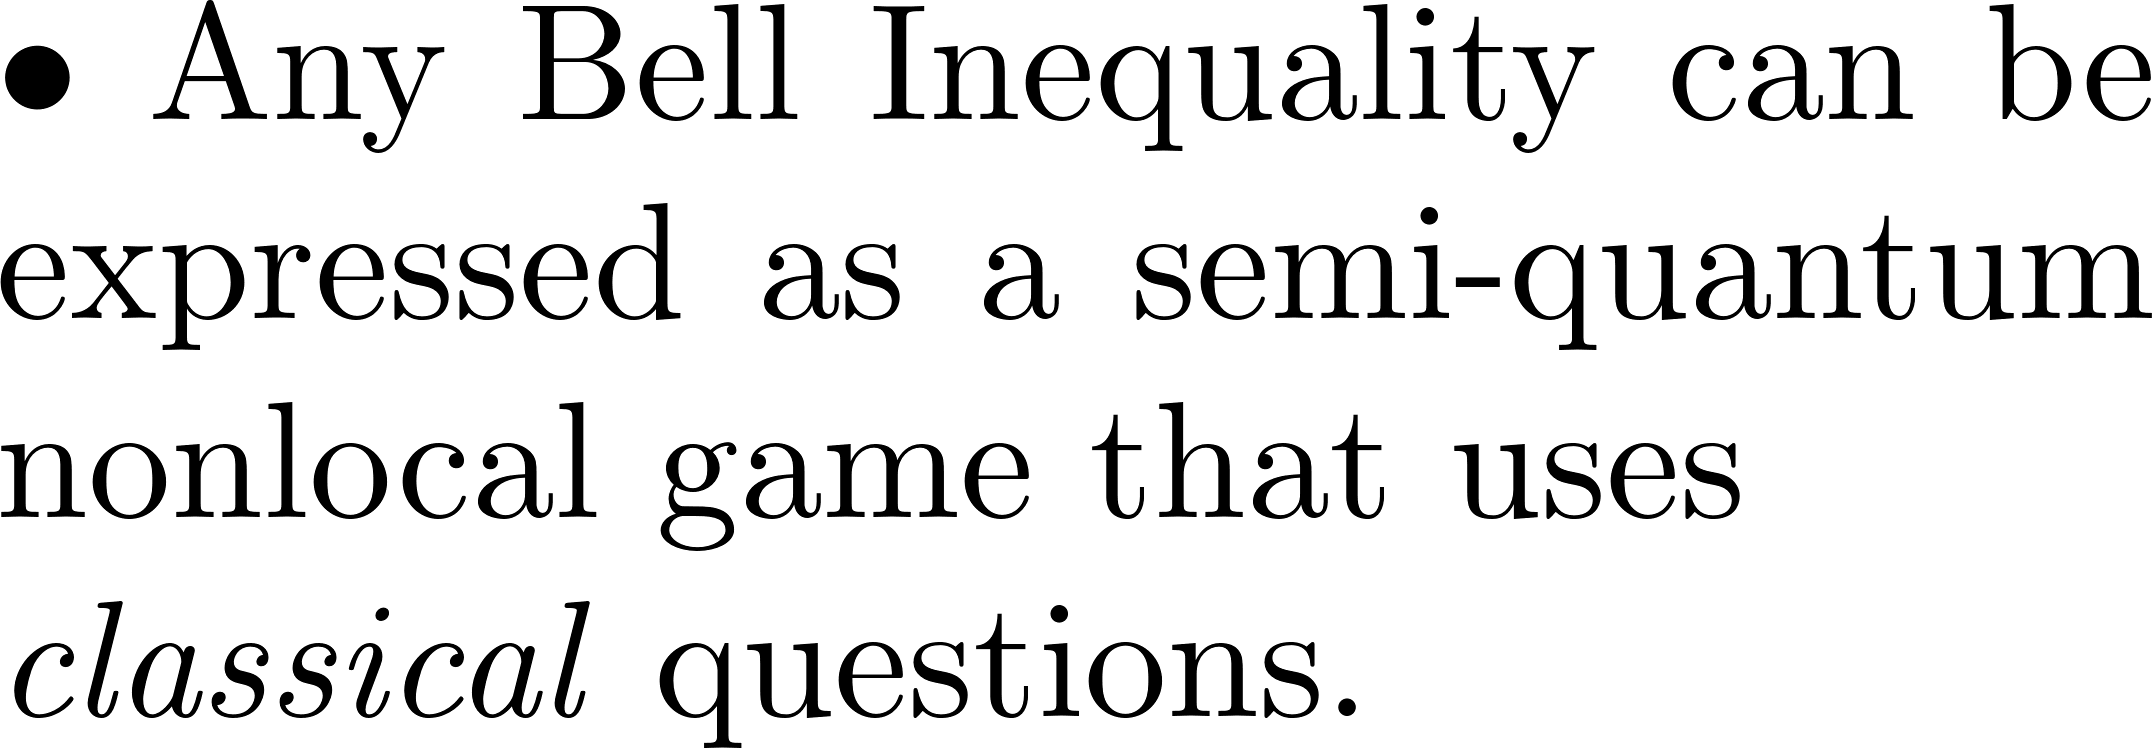 • Any Bell Inequality can be
expressed as a semi-quantum
nonlocal game that uses
classical questions.